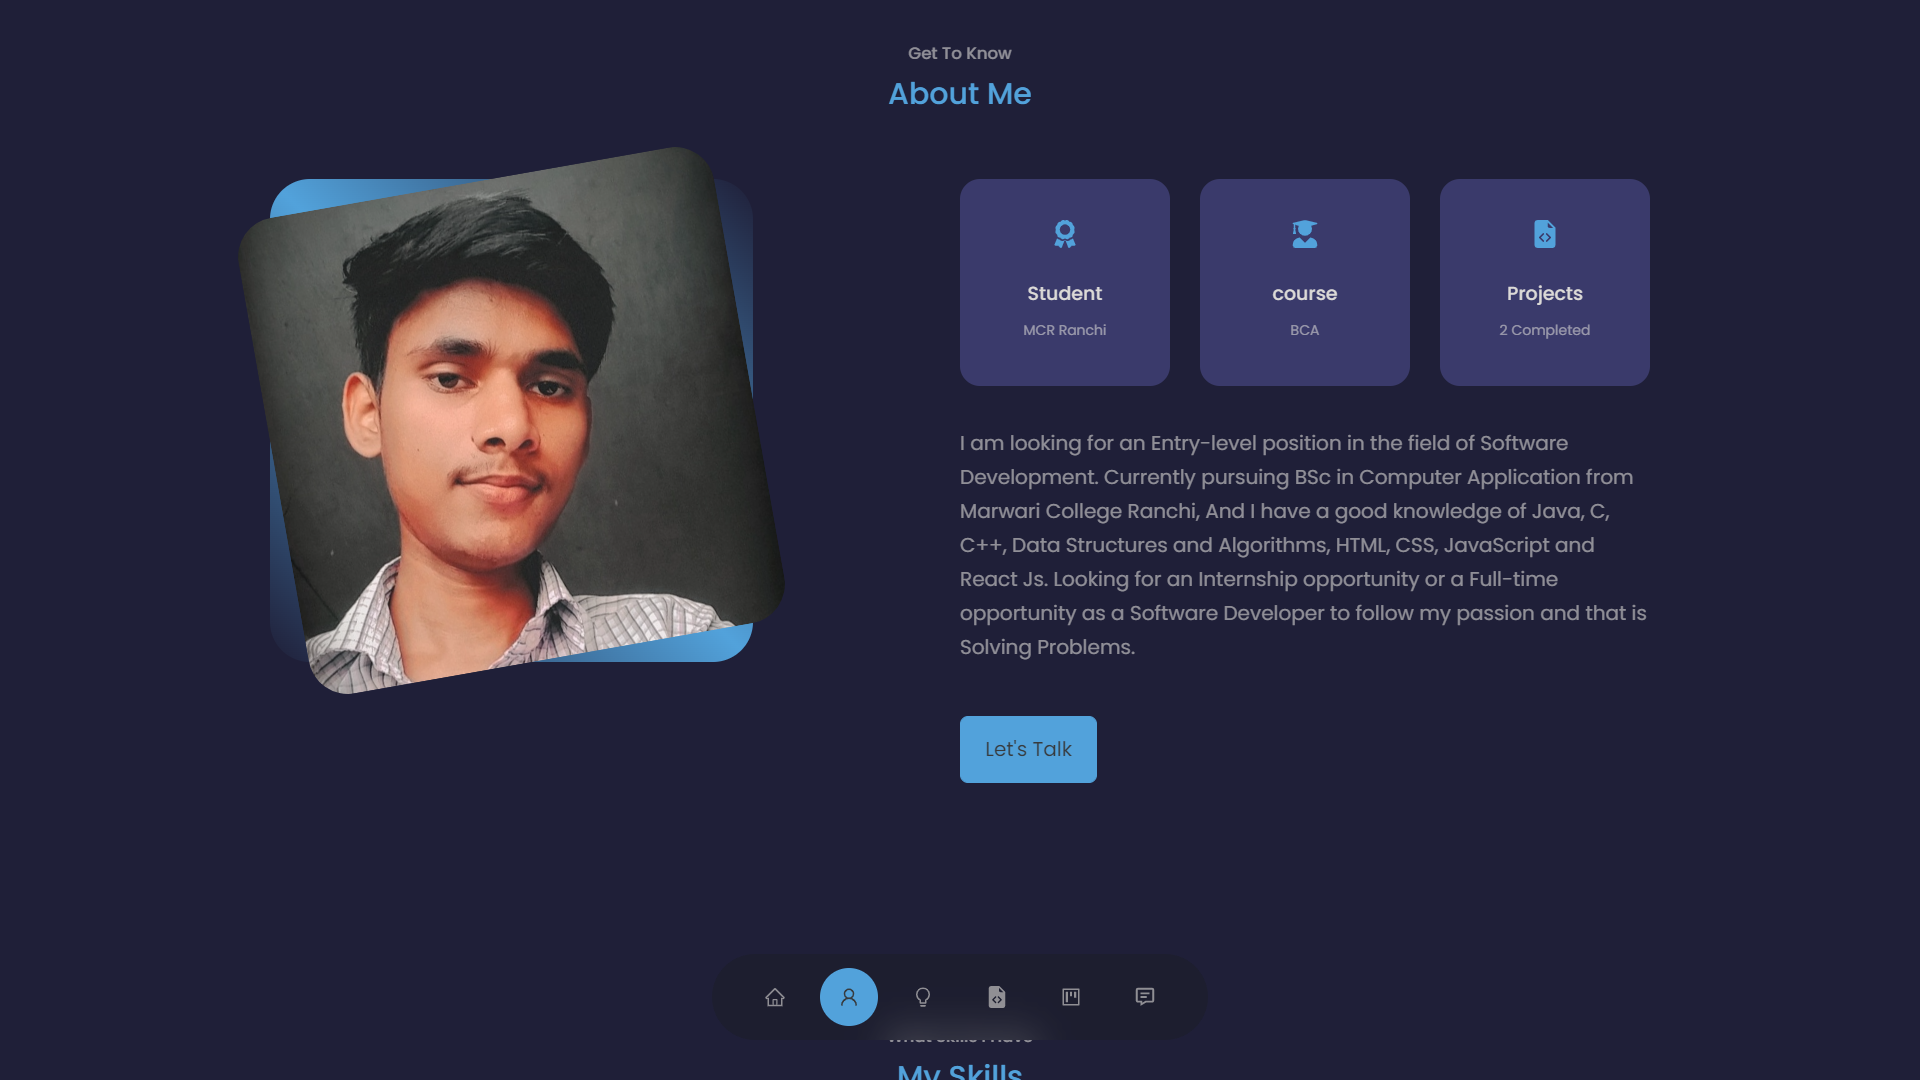 Get To Know
About Me
Student
MCR Ranchi
course
BCA
Projects
2 Completed
I am looking for an Entry-level position in the field of Software
Development. Currently pursuing BSc in Computer Application from
Marwari College Ranchi, And I have a good knowledge of Java, C,
C++, Data Structures and Algorithms, HTML, CSS, JavaScript and
React Js. Looking for an Internship opportunity or a Full-time
opportunity as a Software Developer to follow my passion and that is
Solving Problems.
Let's Talk
What Skills I Have
My Skills